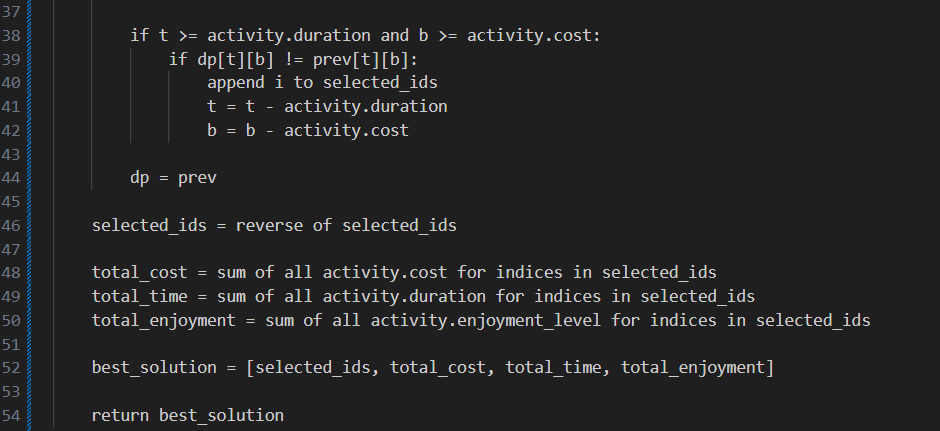 37
38 if t >= activity.duration and b >= activity.cost:
39 if dp[t][b] != prev[t][b]:
40 append i to selected_ids
41 t = t - activity.duration
42 b = b - activity.cost
43
44 dp = prev
45
46 selected_ids = reverse of selected_ids
47
48 total_cost = sum of all activity.cost for indices in selected_ids
49 total_time = sum of all activity.duration for indices in selected_ids
50 total_enjoyment = sum of all activity.enjoyment_level for indices in selected_ids
51
52 best_solution = [selected_ids, total_cost, total_time, total_enjoyment]
53
54 return best_solution